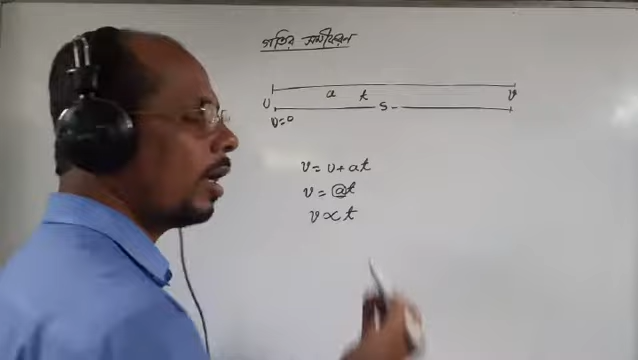 গতির সমীকরণ
u a t v
s
u=0
v = u + at
v = at
v ∝ t